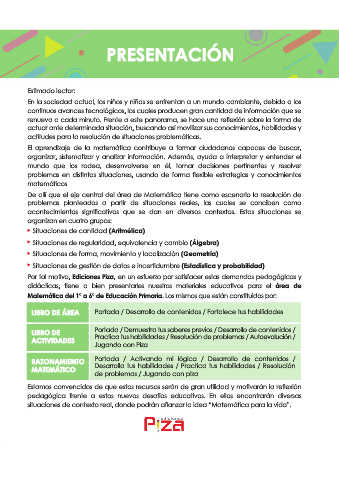 PRESENTACIÓN
Estimado lector:
En la sociedad actual, los niños y niñas se enfrentan a un mundo cambiante, debido a los
continuos avances tecnológicos, los cuales producen gran cantidad de información que se
renueva a cada minuto. Frente a este panorama, se hace una reflexión sobre la forma de
actuar ante determinada situación, buscando así movilizar sus conocimientos, habilidades y
actitudes para la resolución de situaciones problemáticas.
El aprendizaje de la matemática contribuye a formar ciudadanos capaces de buscar,
organizar, sistematizar y analizar información. Además, ayuda a interpretar y entender el
mundo que los rodea, desenvolverse en él, tomar decisiones pertinentes y resolver
problemas en distintas situaciones, usando de forma flexible estrategias y conocimientos
matemáticos
De allí que el eje central del área de Matemática tiene como escenario la resolución de
problemas planteados a partir de situaciones reales, las cuales se conciben como
acontecimientos significativos que se dan en diversos contextos. Estas situaciones se
organizan en cuatro grupos:
• Situaciones de cantidad (Aritmética)
• Situaciones de regularidad, equivalencia y cambio (Álgebra)
• Situaciones de forma, movimiento y localización (Geometría)
• Situaciones de gestión de datos e incertidumbre (Estadística y probabilidad)
Por tal motivo, Ediciones Piza, en un esfuerzo por satisfacer estas demandas pedagógicas y
didácticas, tiene a bien presentarles nuestros materiales educativos para el área de
Matemática del 1° a 6° de Educación Primaria. Los mismos que están constituidos por:
LIBRO DE ÁREA
Portada / Desarrollo de contenidos / Fortalece tus habilidades
LIBRO DE
ACTIVIDADES
Portada / Demuestra tus saberes previos / Desarrollo de contenidos /
Practica tus habilidades / Resolución de problemas / Autoevalución /
Jugando con Piza
RAZONAMIENTO
MATEMÁTICO
Portada / Activando mi lógica / Desarrollo de contenidos /
Desarrolla tus habilidades / Practica tus habilidades / Resolución
de problemas / Jugando con piza
Estamos convencidos de que estos recursos serán de gran utilidad y motivarán la reflexión
pedagógica frente a estos nuevos desafíos educativos. En ellos encontrarán diversas
situaciones de contexto real, donde podrán afianzar la idea "Matemática para la vida".
Piza